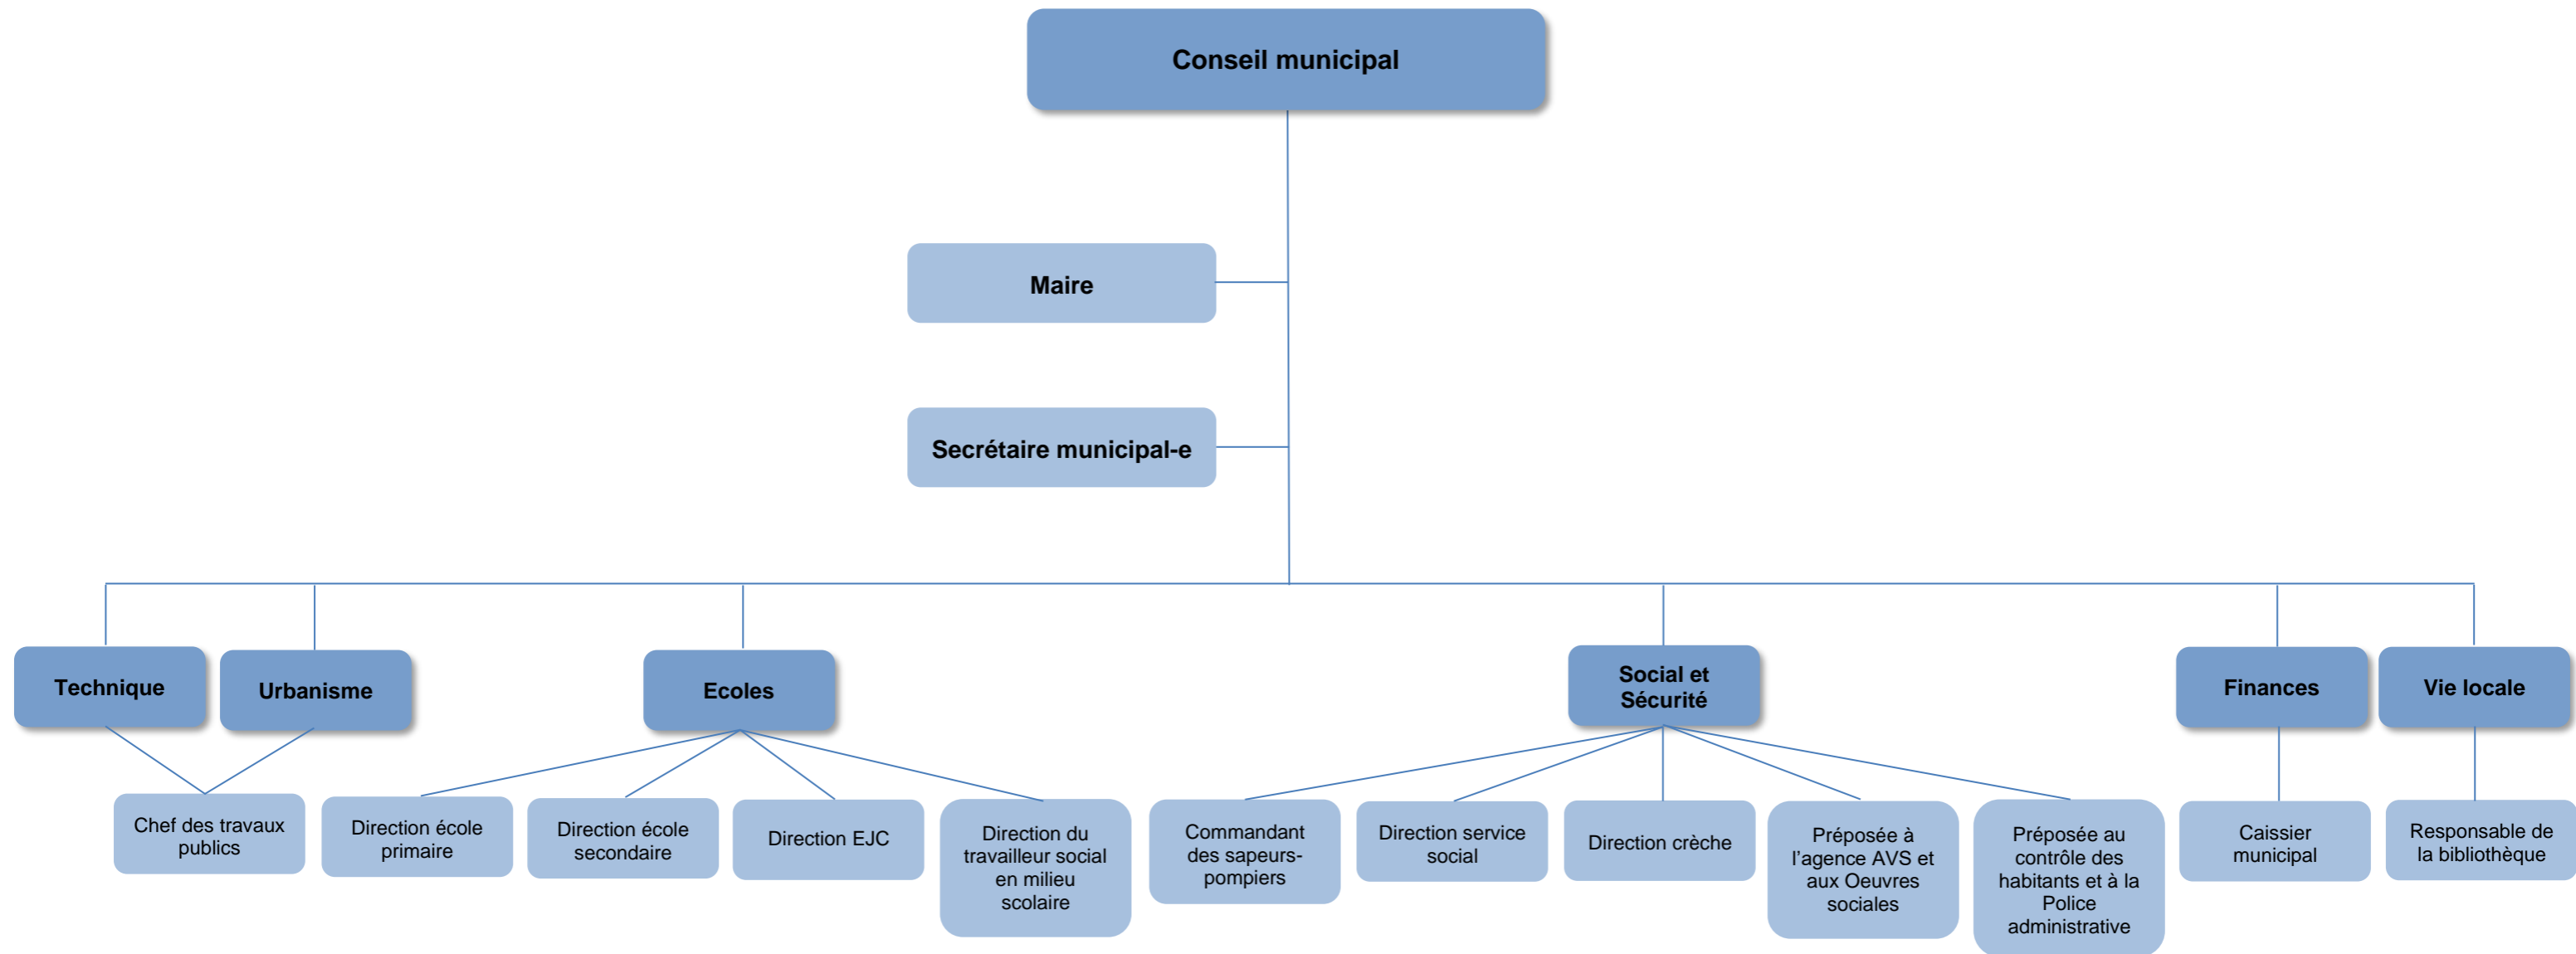 Conseil municipal
Maire
Secrétaire municipal-e
Technique
Urbanisme
Ecoles
Social et
Sécurité
Finances
Vie locale
Chef des travaux
publics
Direction école
primaire
Direction école
secondaire
Direction EJC
Direction du
travailleur social
en milieu
scolaire
Commandant
des sapeurs-
pompiers
Direction service
social
Direction crèche
Préposée à
l’agence AVS et
aux Oeuvres
sociales
Préposée au
contrôle des
habitants et à la
Police
administrative
Caissier
municipal
Responsable de
la bibliothèque